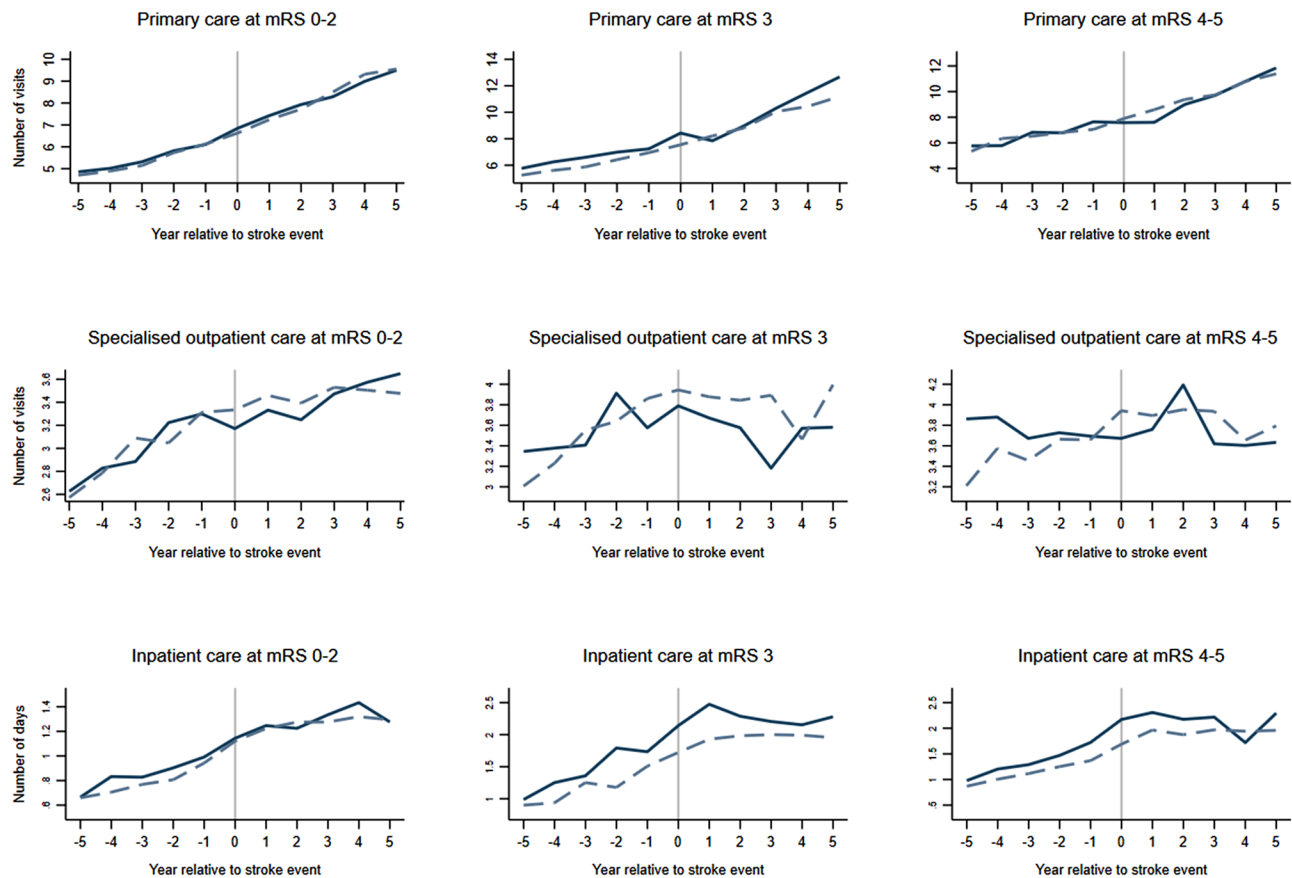 Primary care at mRS 0-2
Number of visits
10
9
8
7
6
5
-5 -4 -3 -2 -1 0 1 2 3 4 5
Year relative to stroke event
Primary care at mRS 3
14
12
10
8
6
-5 -4 -3 -2 -1 0 1 2 3 4 5
Year relative to stroke event
Primary care at mRS 4-5
12
10
8
6
4
-5 -4 -3 -2 -1 0 1 2 3 4 5
Year relative to stroke event
Specialised outpatient care at mRS 0-2
Number of visits
3.6
3.4
3.2
3
2.8
2.6
-5 -4 -3 -2 -1 0 1 2 3 4 5
Year relative to stroke event
Specialised outpatient care at mRS 3
4
3.8
3.6
3.4
3.2
3
-5 -4 -3 -2 -1 0 1 2 3 4 5
Year relative to stroke event
Specialised outpatient care at mRS 4-5
4.2
4
3.8
3.6
3.4
3.2
-5 -4 -3 -2 -1 0 1 2 3 4 5
Year relative to stroke event
Inpatient care at mRS 0-2
Number of days
1.4
1.2
1
.8
.6
-5 -4 -3 -2 -1 0 1 2 3 4 5
Year relative to stroke event
Inpatient care at mRS 3
2.5
2
1.5
1
-5 -4 -3 -2 -1 0 1 2 3 4 5
Year relative to stroke event
Inpatient care at mRS 4-5
2.5
2
1.5
1
.5
-5 -4 -3 -2 -1 0 1 2 3 4 5
Year relative to stroke event